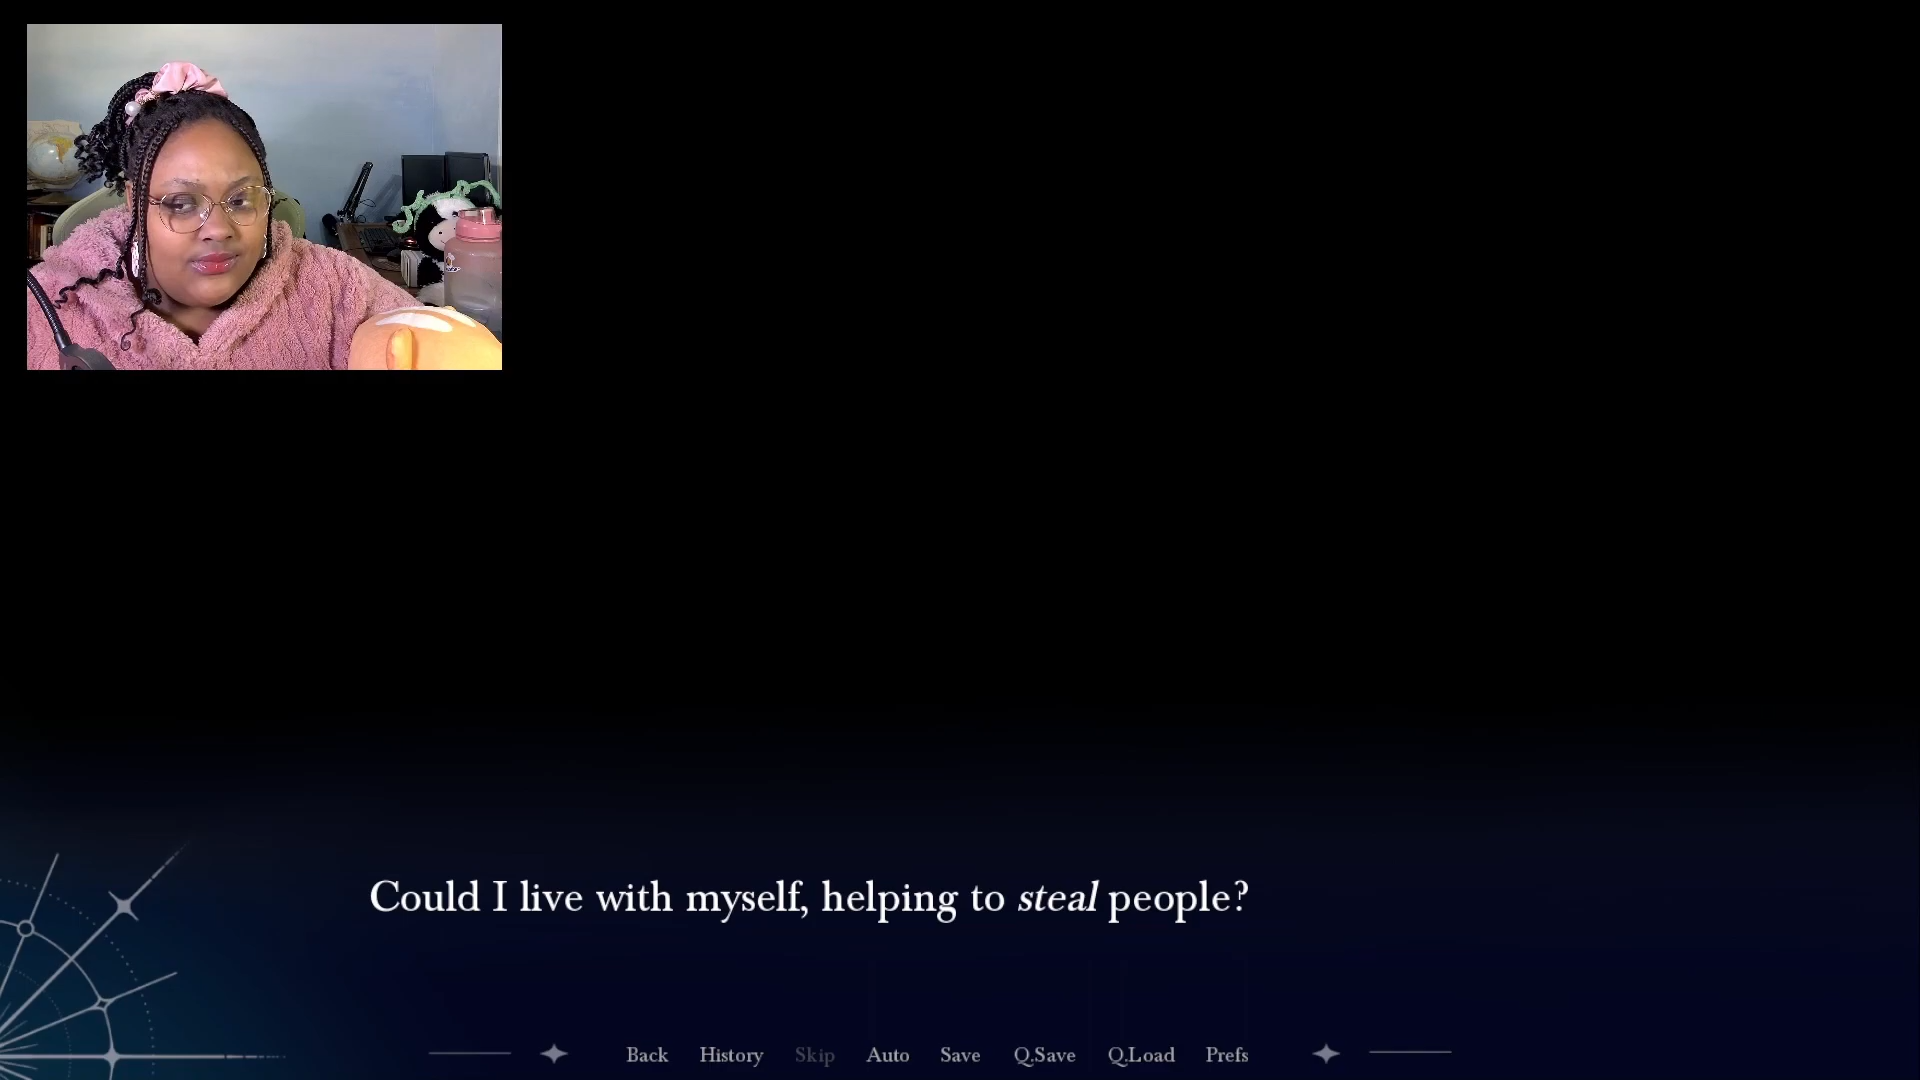 Could I live with myself, helping to steal people?
Back History Skip Auto Save Q.Save Q.Load Prefs